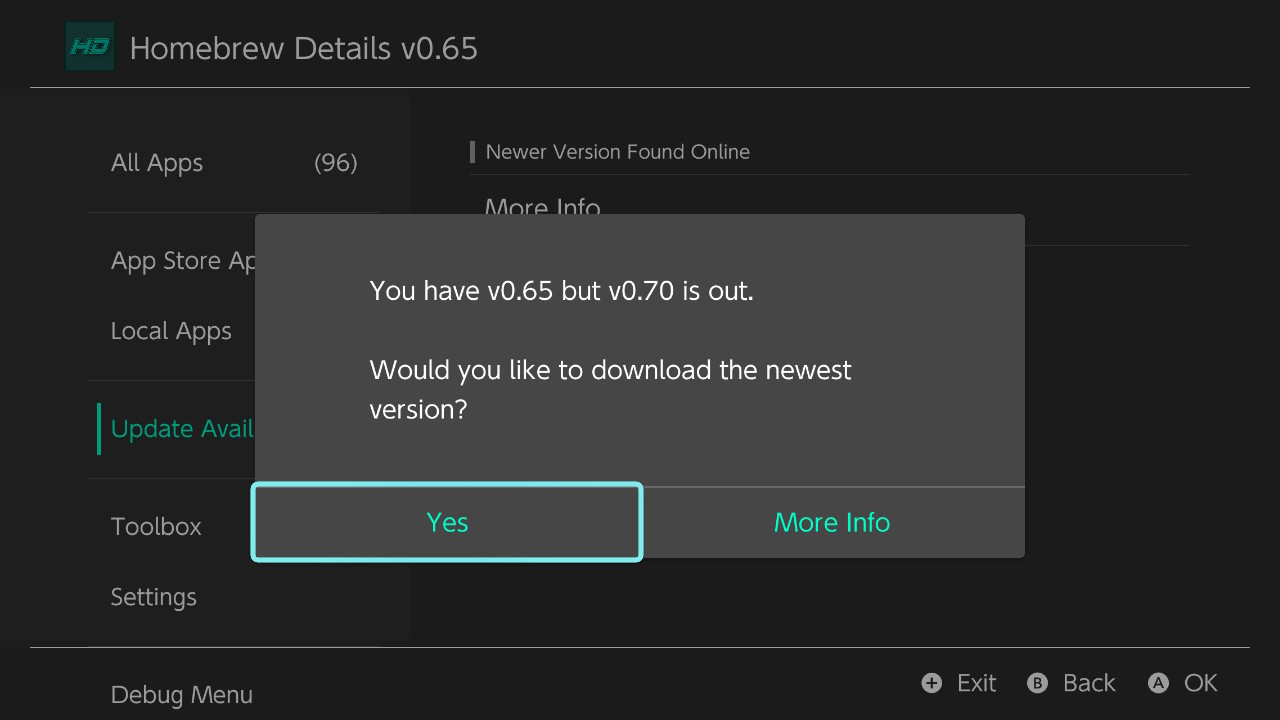 HD Homebrew Details v0.65
All Apps (96)
Newer Version Found Online
More Info
App Store Ap
Local Apps
You have v0.65 but v0.70 is out.
Would you like to download the newest
version?
Update Avail
Yes More Info
Toolbox
Settings
Debug Menu
+ Exit B Back A OK